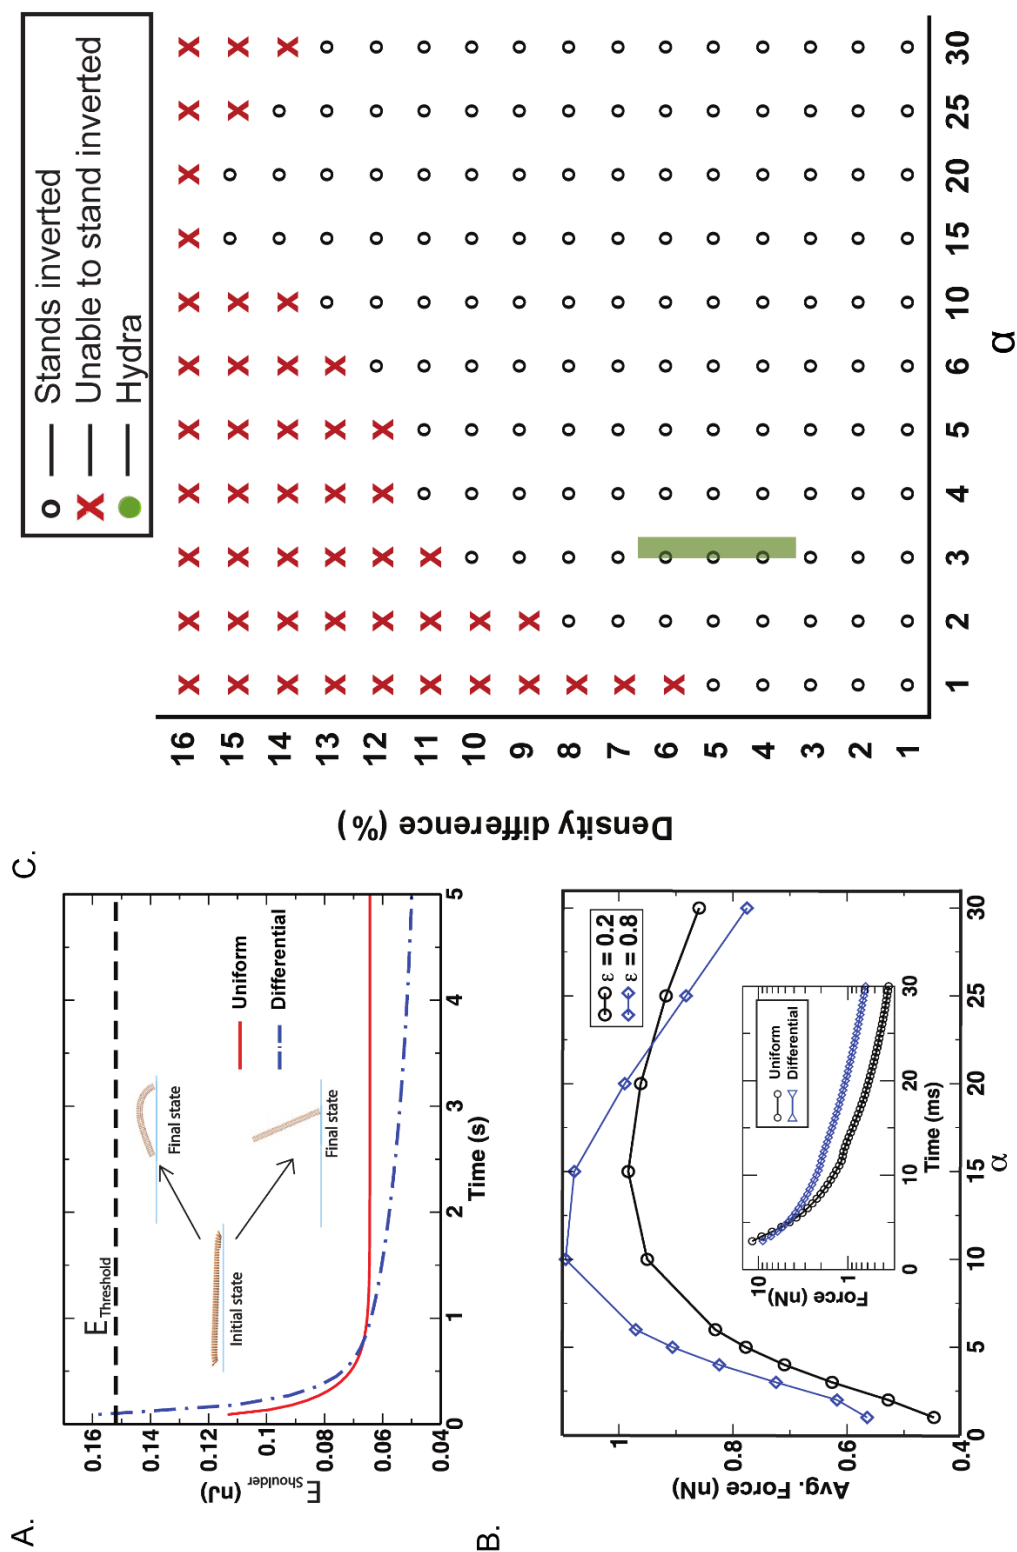 A.
E Shoulder (nJ)
0.16
0.14
0.12
0.1
0.08
0.06
0.04
E Threshold
Initial state
Final state
Final state
Uniform
Differential
0 1 2 3 4 5
Time (s)
B.
Avg. Force (nN)
1
0.8
0.6
0.4
ε = 0.2
ε = 0.8
Force (nN)
10
1
Uniform
Differential
0 10 20 30
Time (ms)
0 5 10 15 20 25 30
α
C.
Stands inverted
Unable to stand inverted
Hydra
Density difference (%)
16
15
14
13
12
11
10
9
8
7
6
5
4
3
2
1
1 2 3 4 5 6 10 15 20 25 30
α